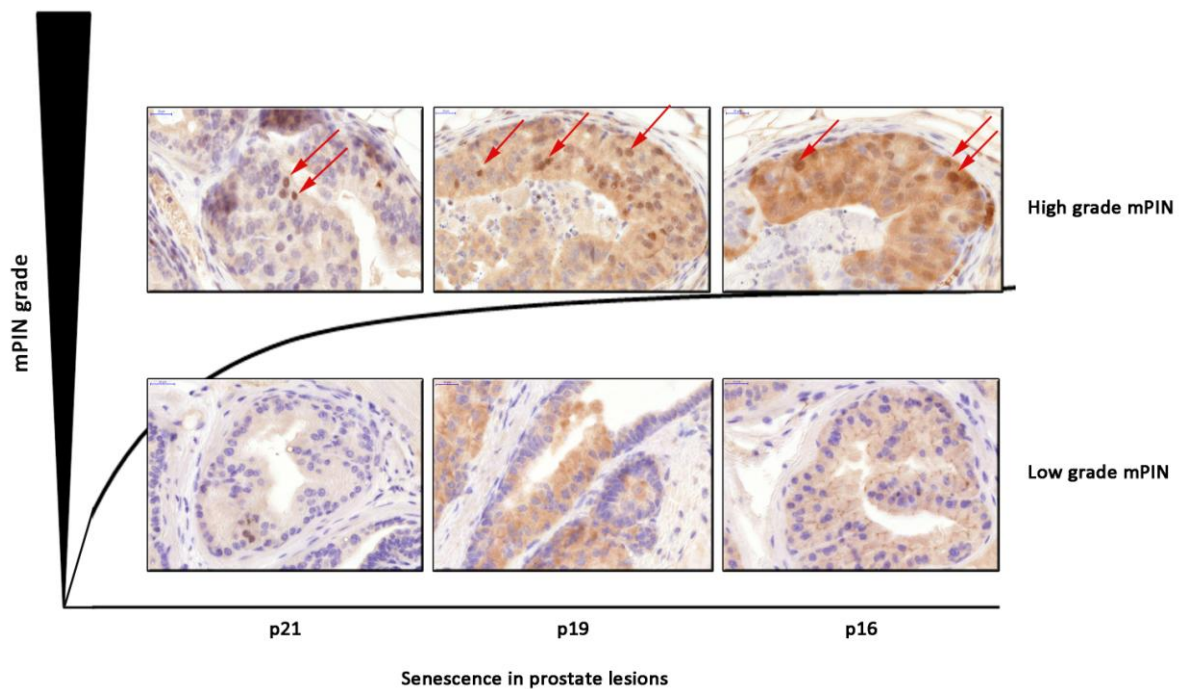 High grade mPIN
mPIN grade
Low grade mPIN
p21 p19 p16
Senescence in prostate lesions